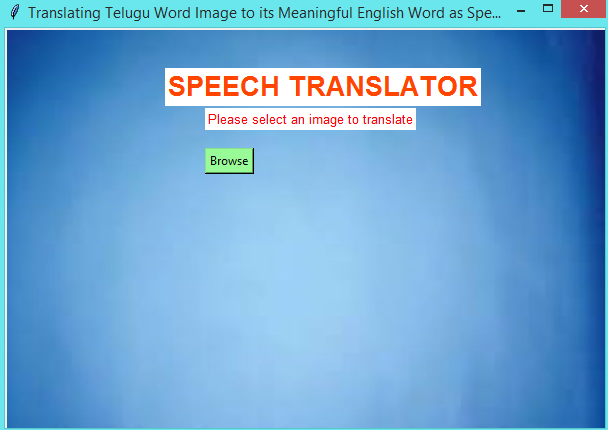 Translating Telugu Word Image to its Meaningful English Word as Spe...
SPEECH TRANSLATOR
Please select an image to translate
Browse